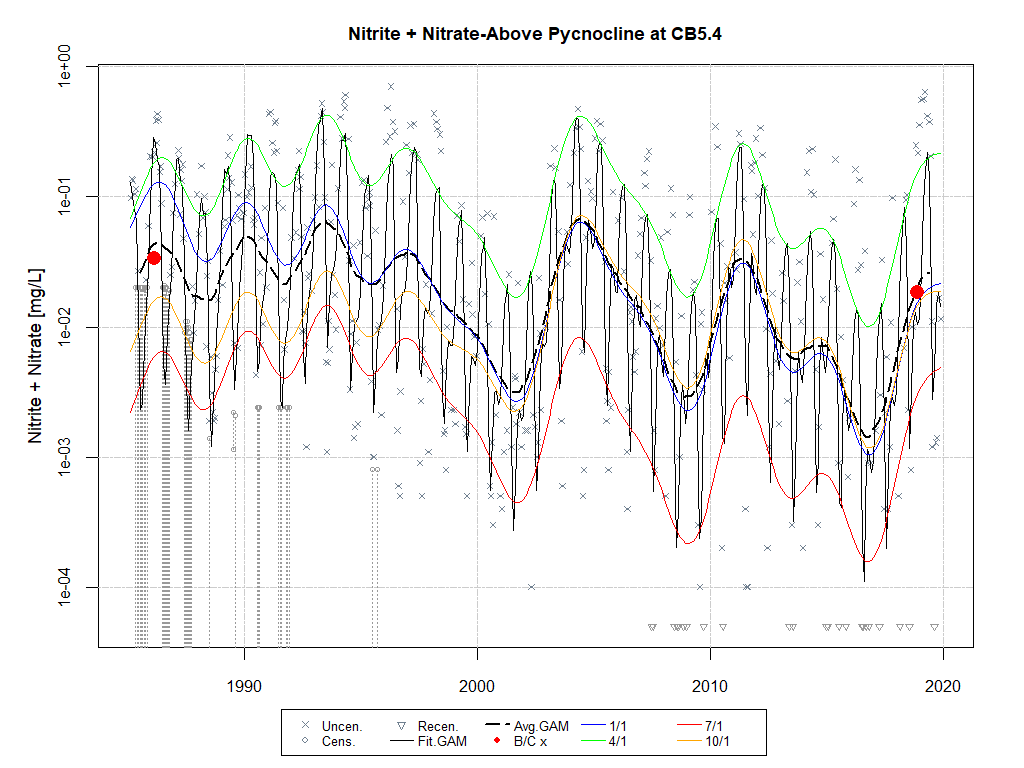 Nitrite + Nitrate-Above Pycnocline at CB5.4
Nitrite + Nitrate [mg/L]
1e+00
1e-01
1e-02
1e-03
1e-04
1990 2000 2010 2020
Uncen. Recen. Avg.GAM 1/1 7/1
Cens. Fit.GAM B/C x 4/1 10/1